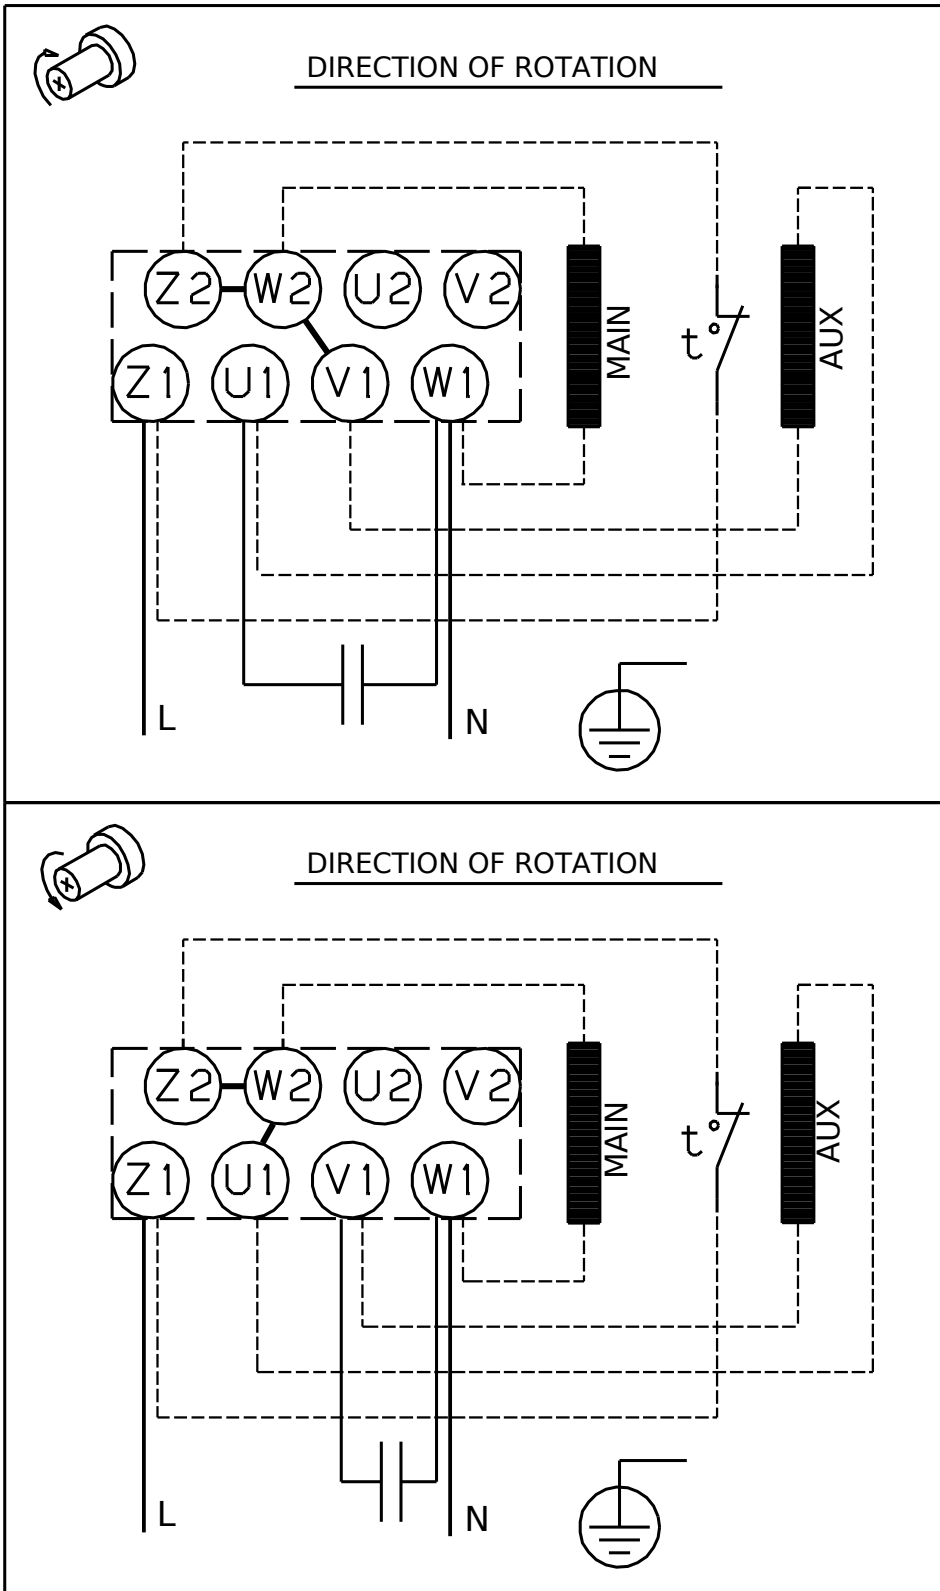 DIRECTION OF ROTATION
Z2 W2 U2 V2
Z1 U1 V1 W1
MAIN
t°
AUX
L
N
DIRECTION OF ROTATION
Z2 W2 U2 V2
Z1 U1 V1 W1
MAIN
t°
AUX
L
N